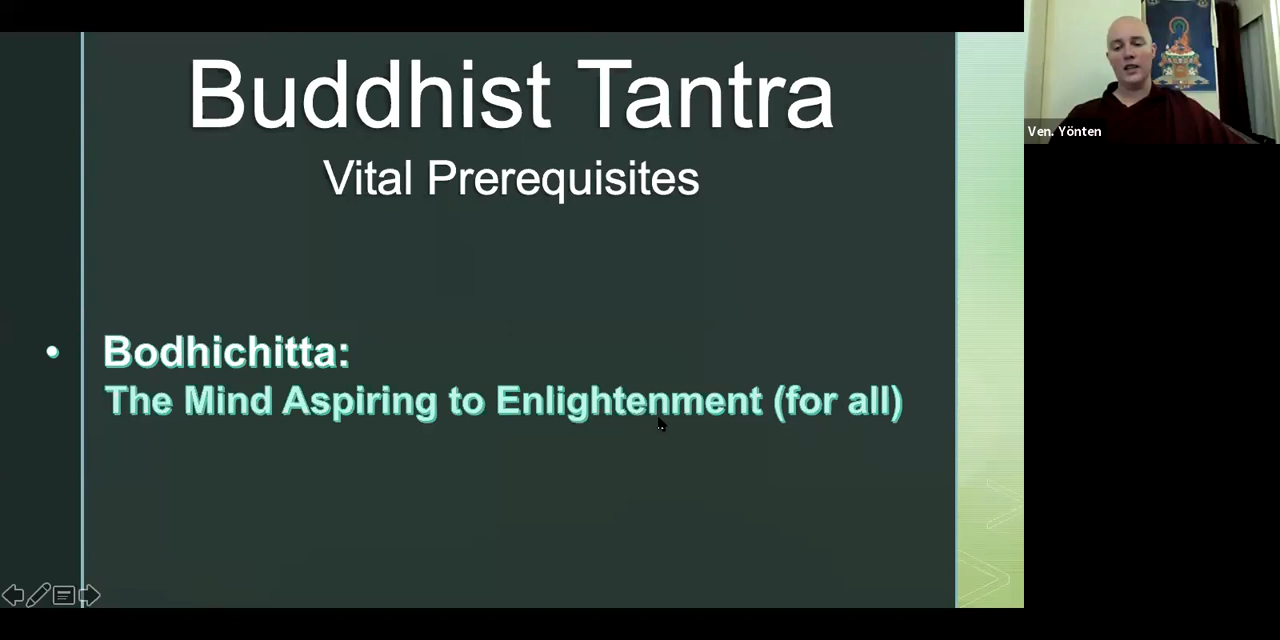 Buddhist Tantra
Vital Prerequisites
• Bodhichitta:
The Mind Aspiring to Enlightenment (for all)
Ven. Yönten